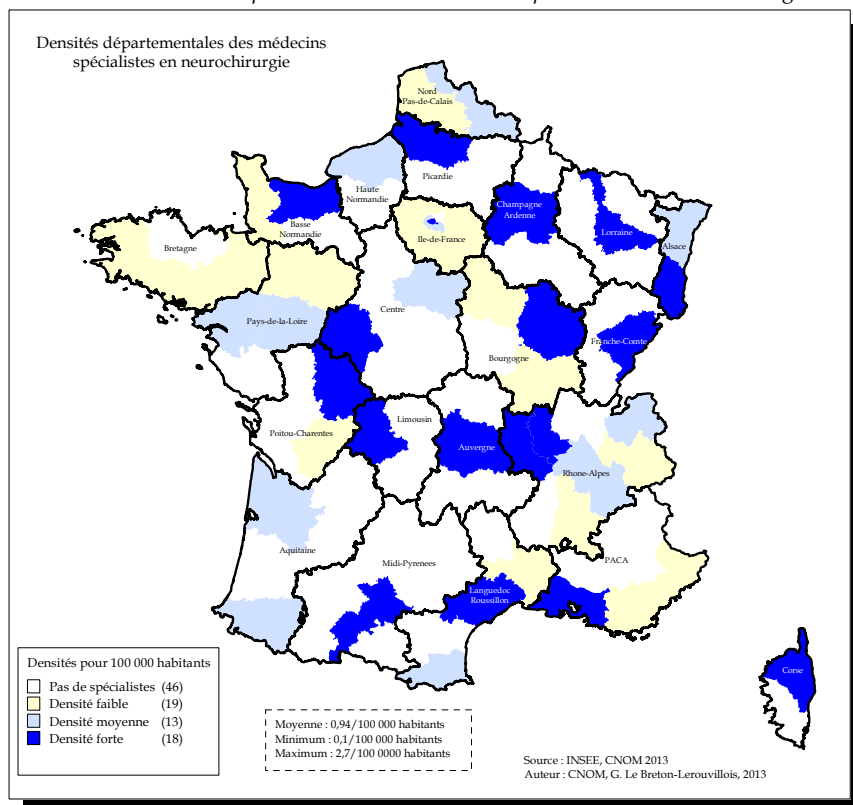 Densités départementales des médecins
spécialistes en neurochirurgie
Nord
Pas-de-Calais
Picardie
Haute
Normandie
Basse
Normandie
Champagne
Ardenne
Lorraine
Alsace
Ile-de-France
Bretagne
Pays-de-la-Loire
Centre
Bourgogne
Franche-Comte
Poitou-Charentes
Limousin
Auvergne
Rhone-Alpes
Aquitaine
Midi-Pyrenees
Languedoc
Roussillon
PACA
Corse
Densités pour 100 000 habitants
Pas de spécialistes (46)
Densité faible (19)
Densité moyenne (13)
Densité forte (18)
Moyenne : 0,94/100 000 habitants
Minimum : 0,1/100 000 habitants
Maximum : 2,7/100 0000 habitants
Source : INSEE, CNOM 2013
Auteur : CNOM, G. Le Breton-Lerouvillois, 2013